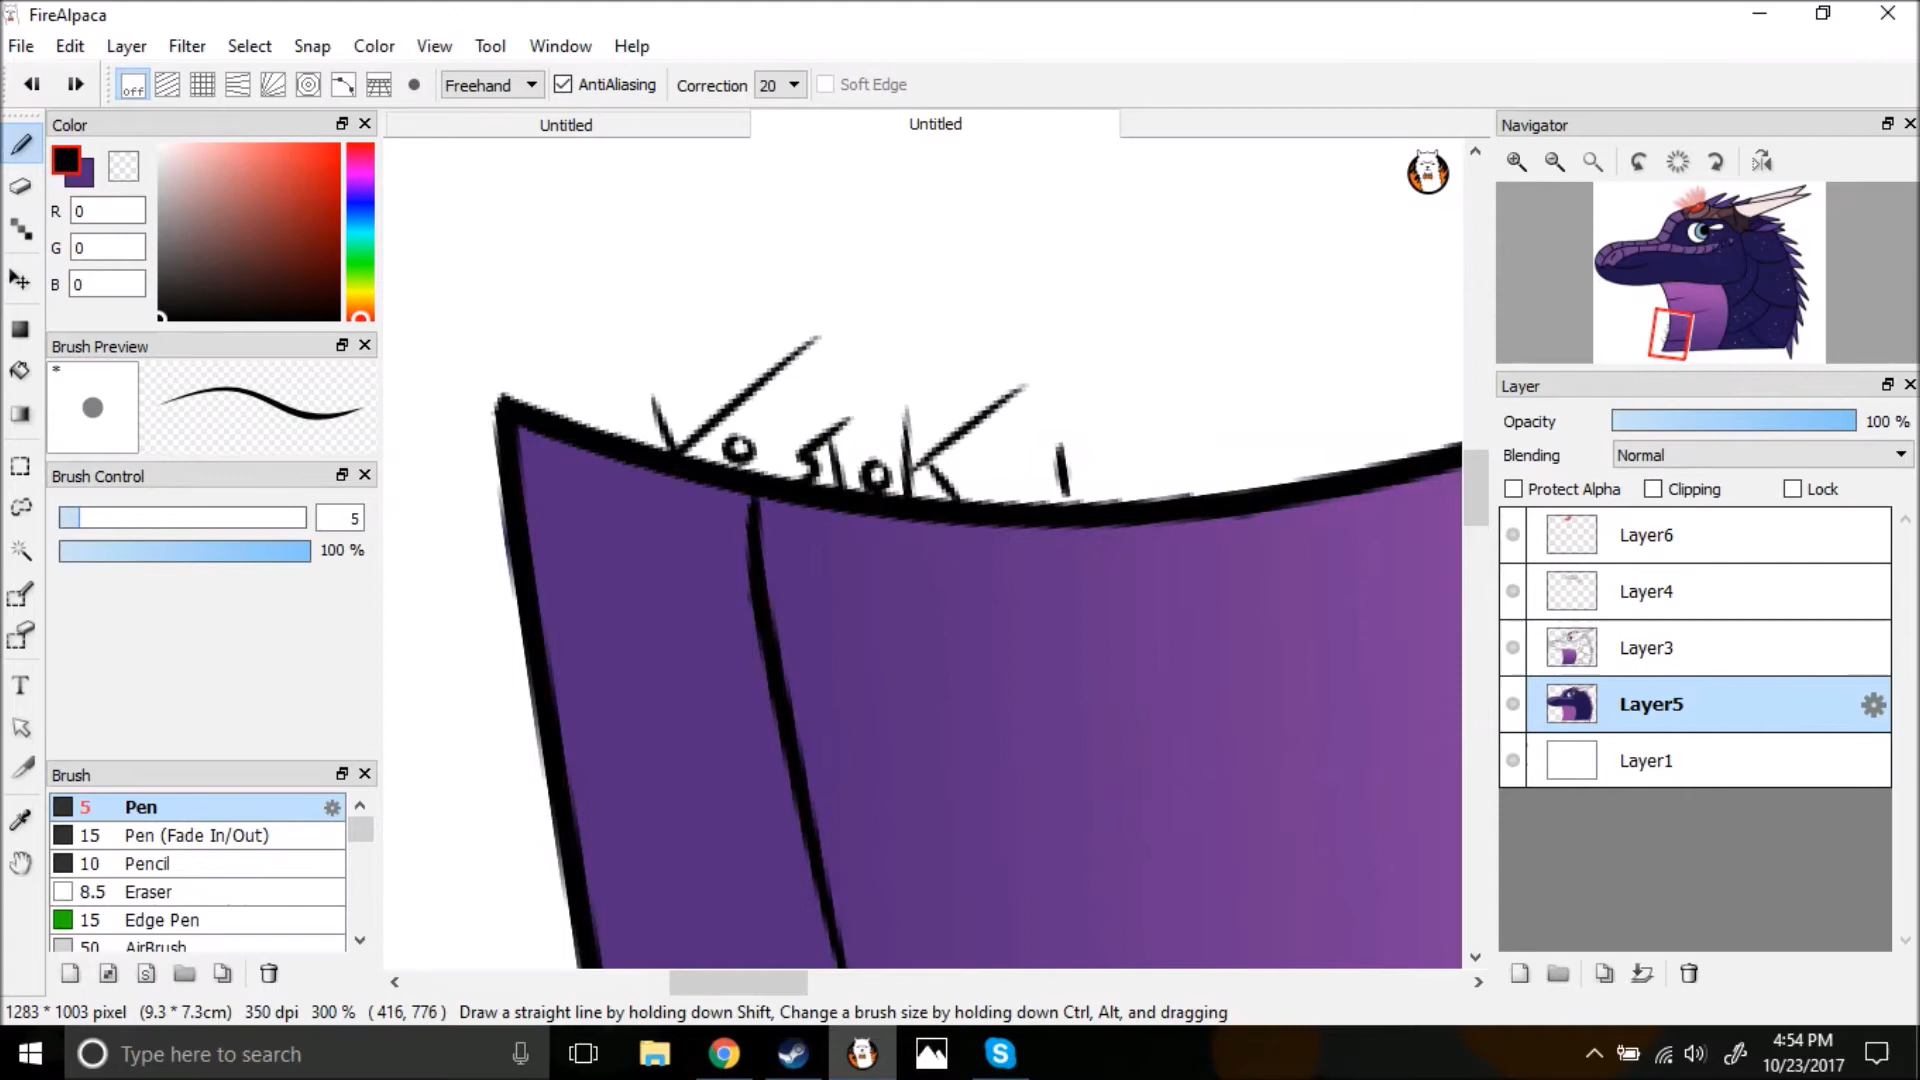 FireAlpaca
File Edit Layer Filter Select Snap Color View Tool Window Help
off Freehand AntiAliasing Correction 20 Soft Edge
Color
R 0
G 0
B 0
Brush Preview
*
Brush Control
5
100 %
Brush
5 Pen
15 Pen (Fade In/Out)
10 Pencil
8.5 Eraser
15 Edge Pen
50 AirBrush
Untitled Untitled
Navigator
Layer
Opacity 100 %
Blending Normal
Protect Alpha Clipping Lock
Layer6
Layer4
Layer3
Layer5
Layer1
1283 * 1003 pixel (9.3 * 7.3cm) 350 dpi 300 % ( 416, 776 ) Draw a straight line by holding down Shift, Change a brush size by holding down Ctrl, Alt, and dragging
Type here to search
4:54 PM
10/23/2017